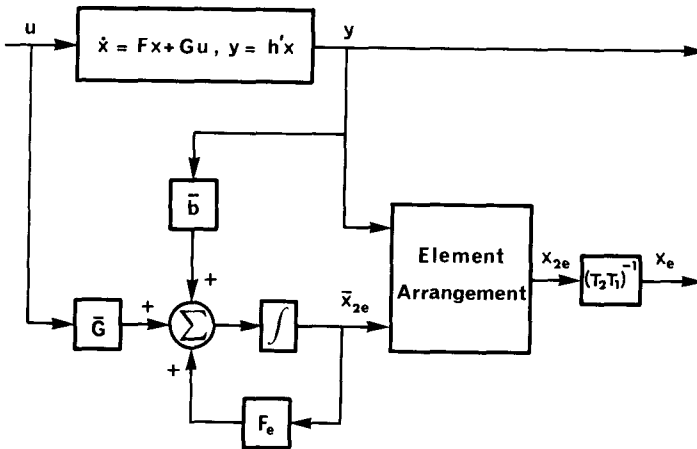 u
ẋ = Fx+Gu, y = h'x
y
b̄
+
Element
Arrangement
x₂ₑ
(T₂T₁)⁻¹
xₑ
Ḡ
+
Σ
∫
x̄₂ₑ
+
Fₑ